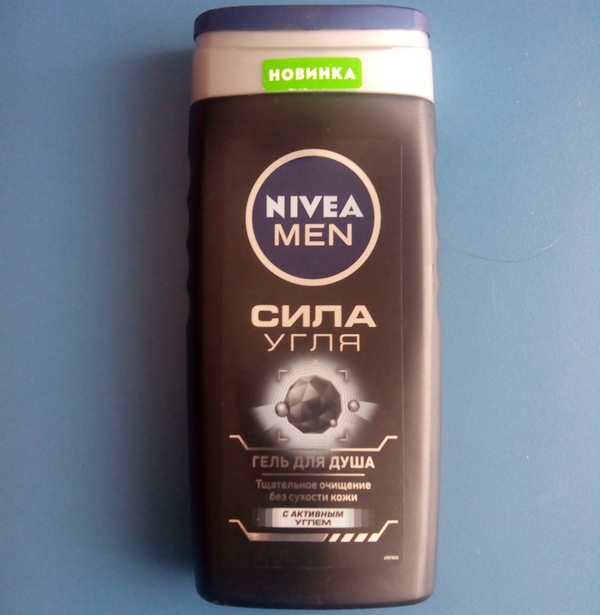 НОВИНКА
NIVEA
MEN
СИЛА
УГЛЯ
ГЕЛЬ ДЛЯ ДУША
Тщательное очищение
без сухости кожи
С АКТИВНЫМ
УГЛЕМ